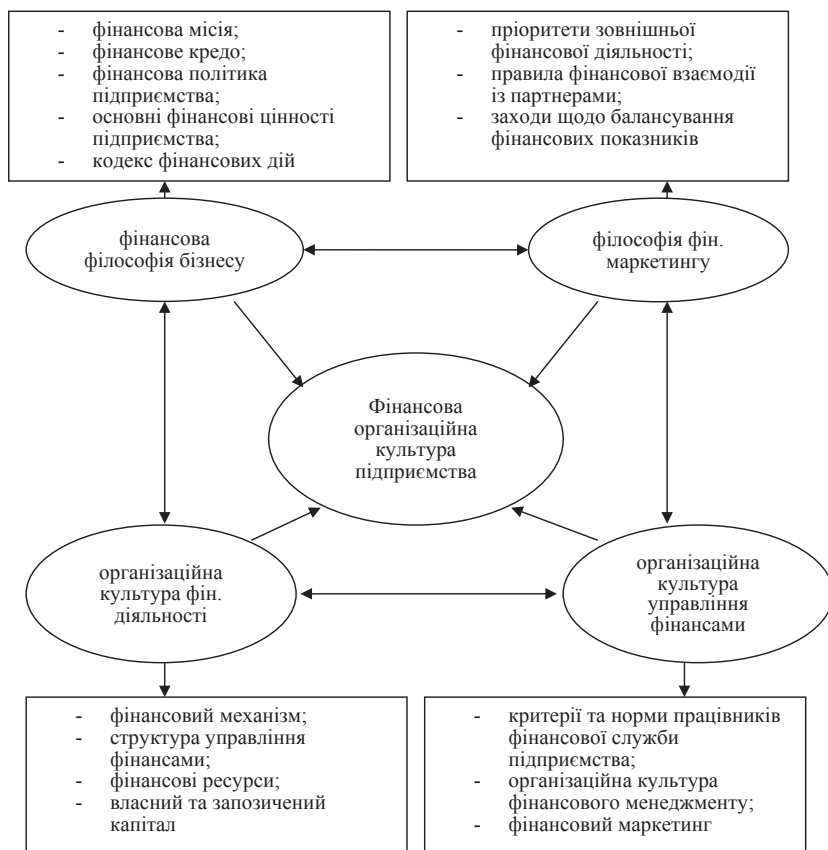 - фінансова місія;
- фінансове кредо;
- фінансова політика
підприємства;
- основні фінансові цінності
підприємства;
- кодекс фінансових дій
- пріоритети зовнішньої
фінансової діяльності;
- правила фінансової взаємодії
із партнерами;
- заходи щодо балансування
фінансових показників
фінансова
філософія бізнесу
філософія фін.
маркетингу
Фінансова
організаційна
культура
підприємства
організаційна
культура фін.
діяльності
організаційна
культура
управління
фінансами
- фінансовий механізм;
- структура управління
фінансами;
- фінансові ресурси;
- власний та запозичений
капітал
- критерії та норми працівників
фінансової служби
підприємства;
- організаційна культура
фінансового менеджменту;
- фінансовий маркетинг